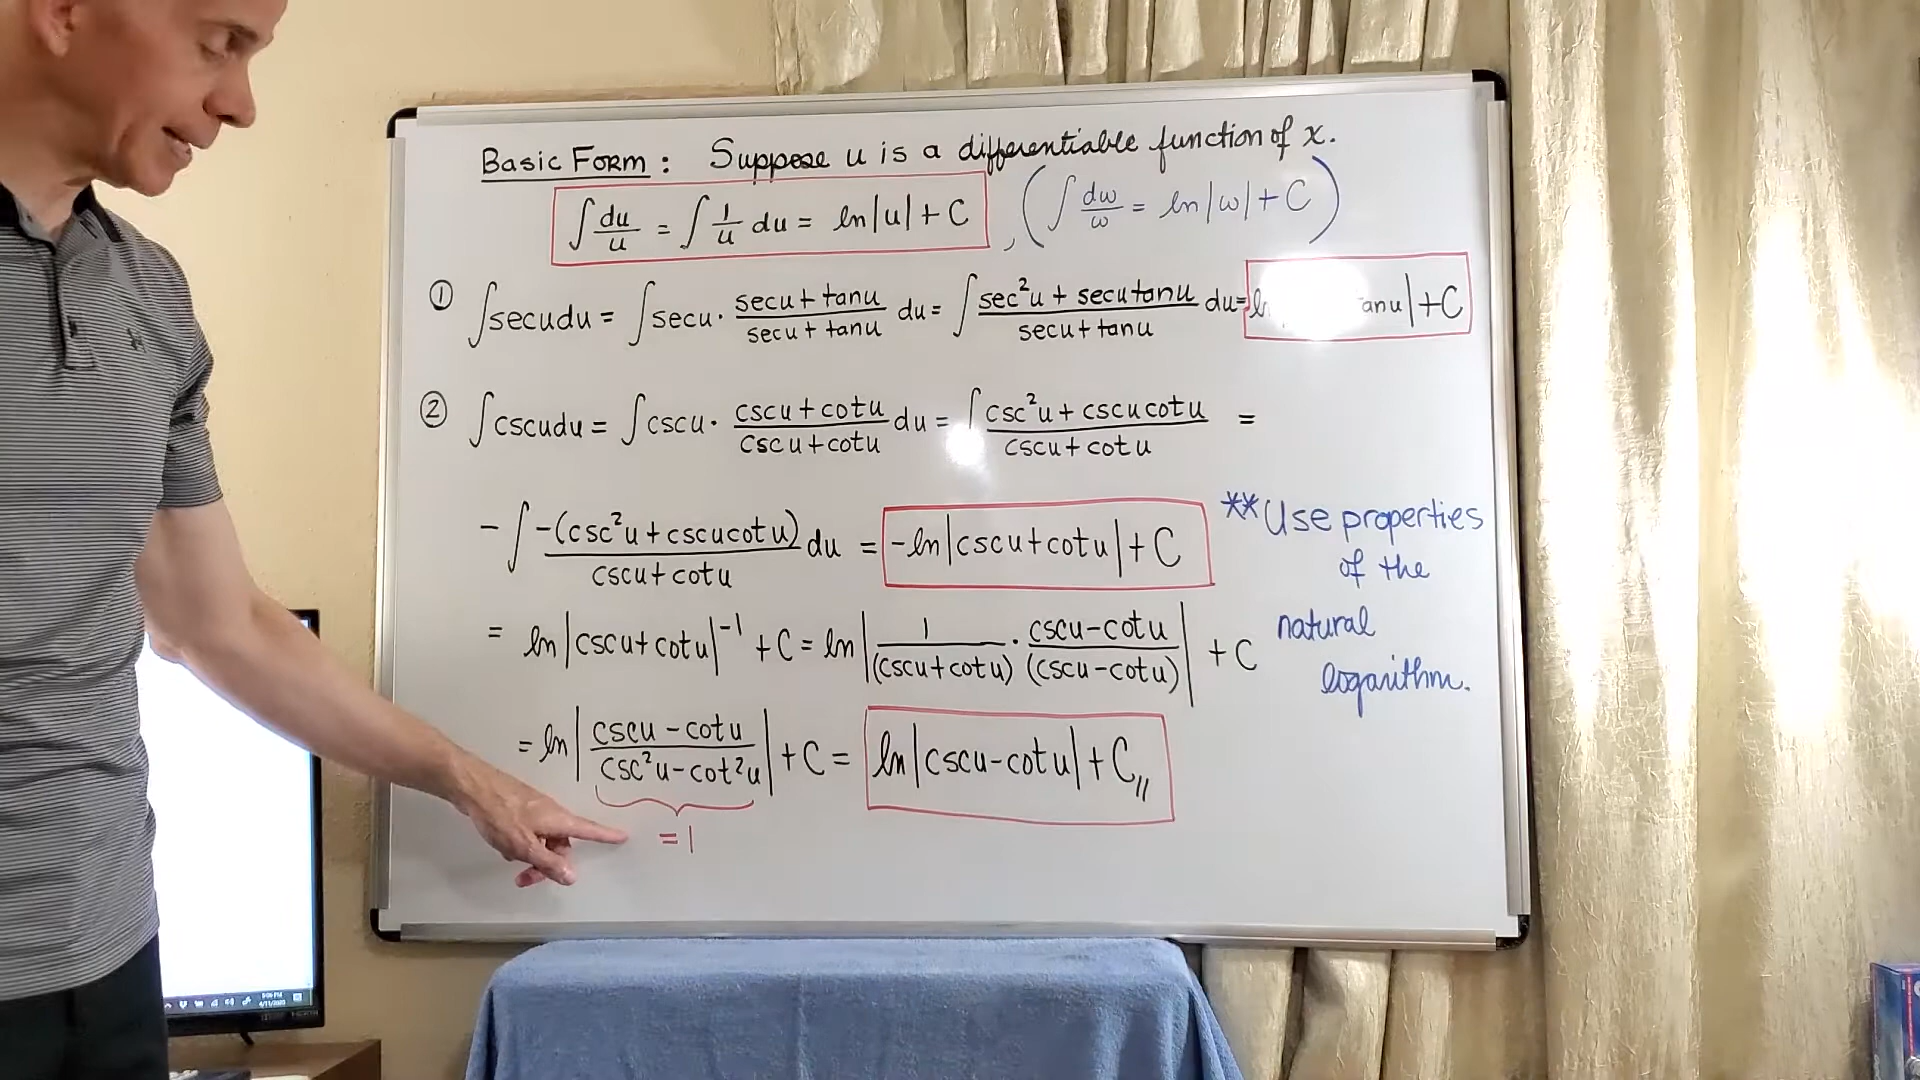 Basic Form: Suppose u is a differentiable function of x.
∫ du/u = ∫ 1/u du = ln|u| + C , (∫ dω/ω = ln|ω| + C)
① ∫secudu = ∫secu· (secu + tanu)/(secu + tanu) du = ∫ (sec²u + secutanu)/(secu + tanu) du = anu| + C
② ∫cscudu = ∫cscu· (cscu + cotu)/(cscu + cotu) du = ∫ (csc²u + cscucotu)/(cscu + cotu) =
-∫ -(csc²u + cscucotu)/(cscu + cotu) du = -ln|cscu + cotu| + C
= ln|cscu + cotu|⁻¹ + C = ln|1/(cscu + cotu) · (cscu - cotu)/(cscu - cotu)| + C
= ln|(cscu - cotu)/(csc²u - cot²u)| + C = ln|cscu - cotu| + C,,
= 1
**Use properties
of the
natural
logarithm.